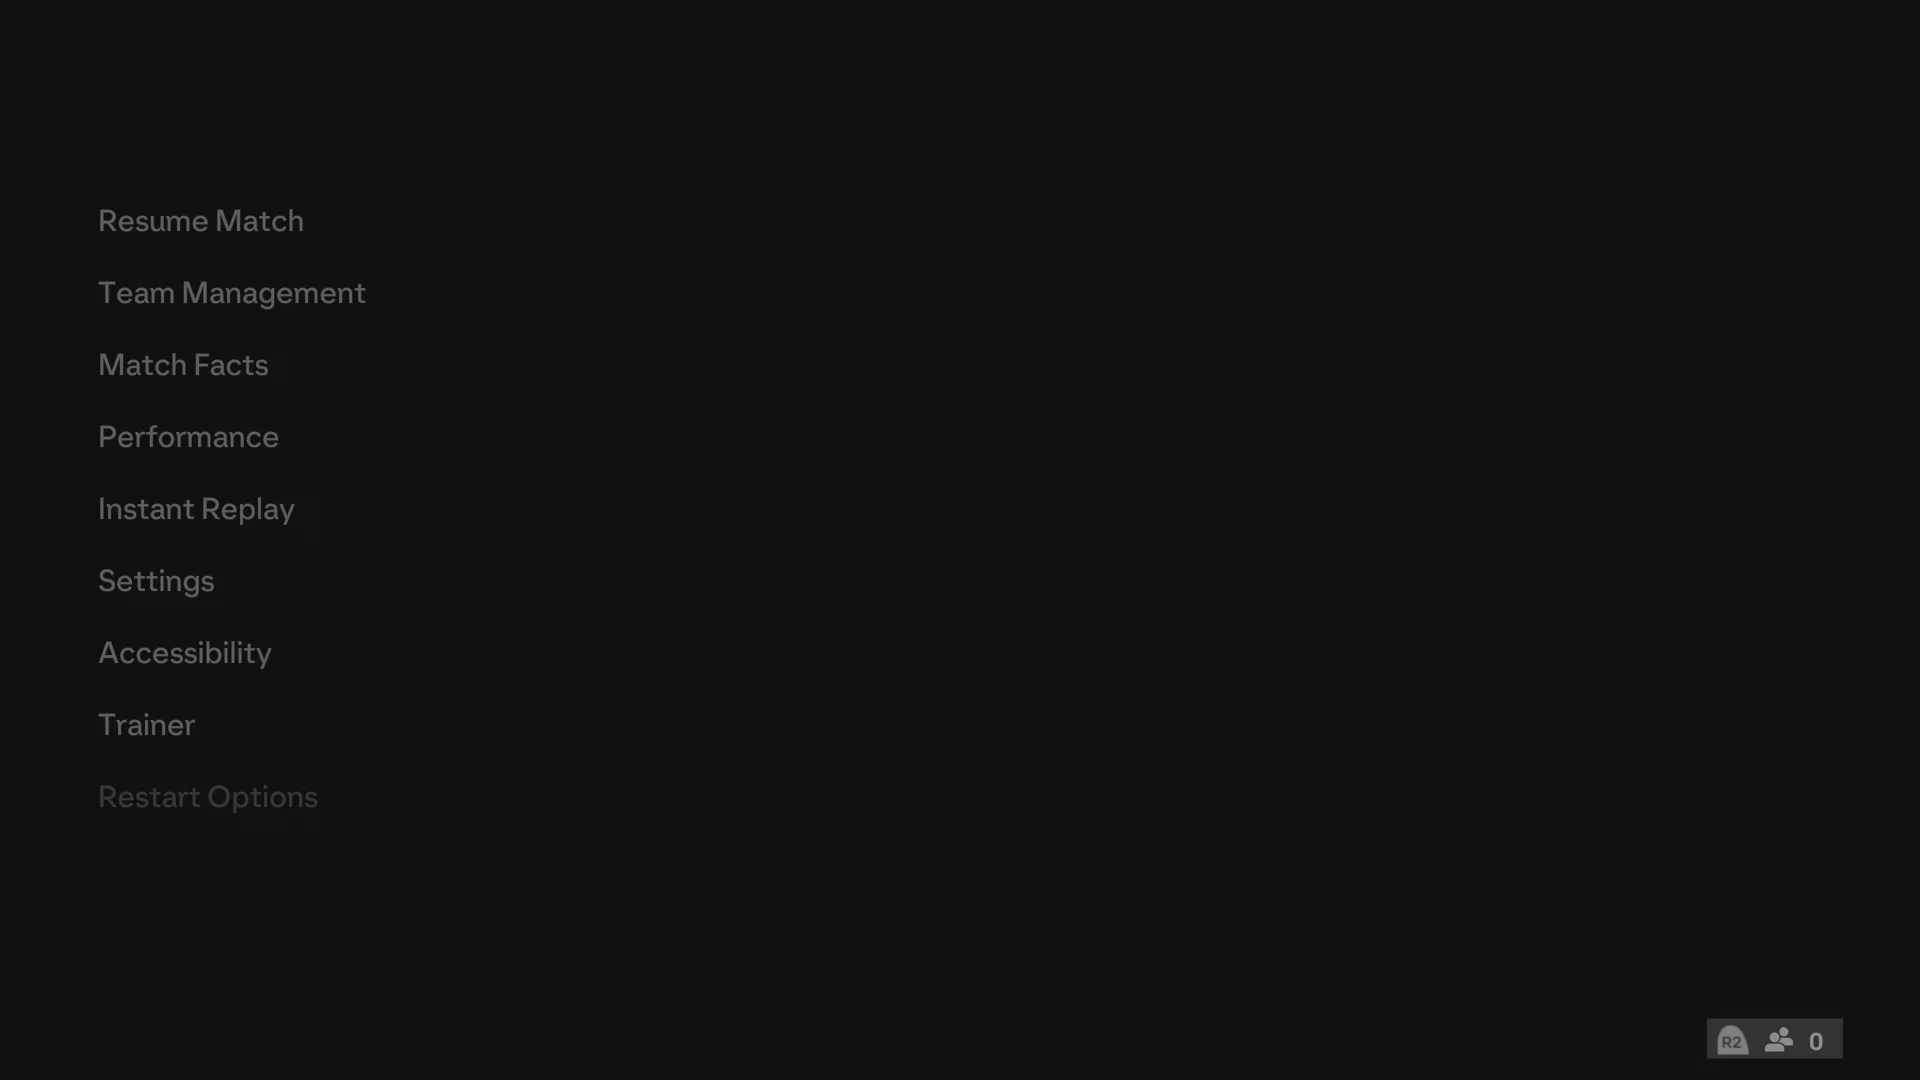 Resume Match
Team Management
Match Facts
Performance
Instant Replay
Settings
Accessibility
Trainer
Restart Options
R2 0